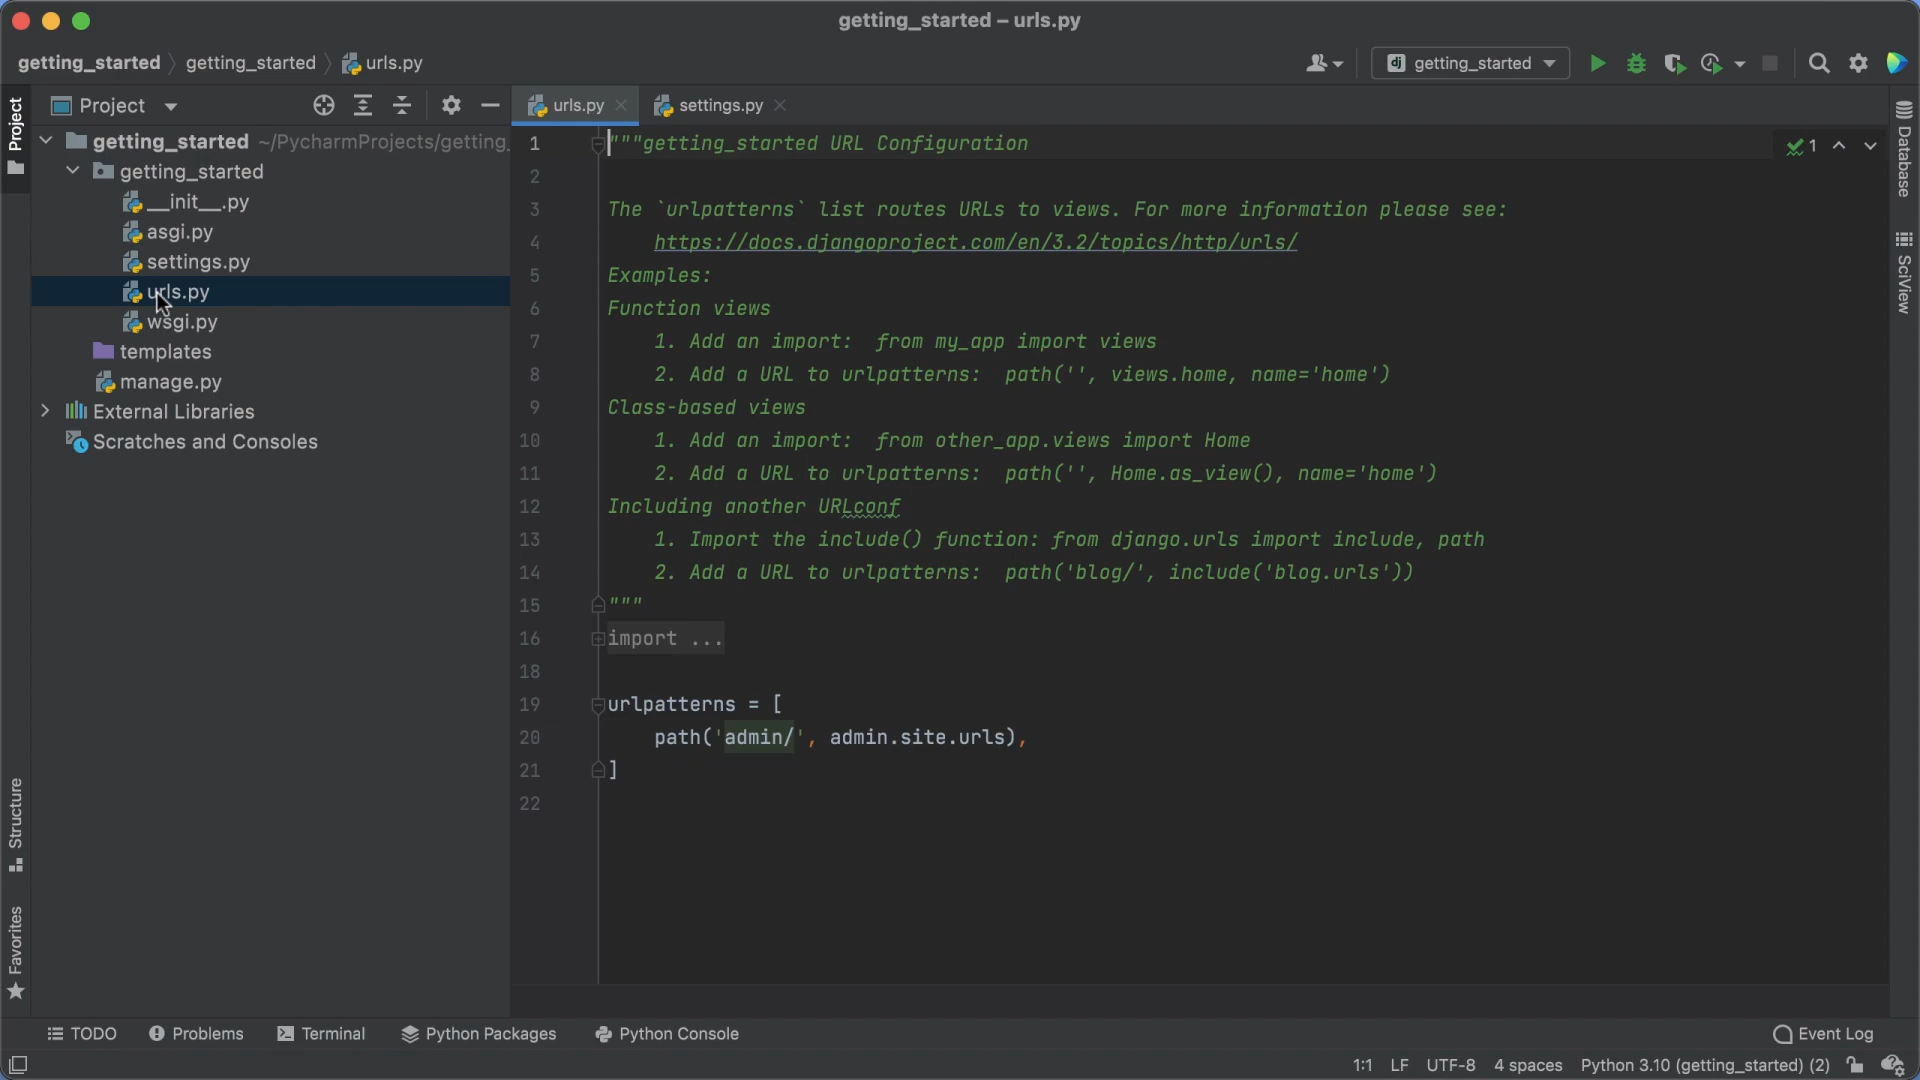 getting_started – urls.py
getting_started 〉 getting_started 〉 urls.py
dj getting_started
Project
urls.py
settings.py
Project
getting_started ~/PycharmProjects/getting_
getting_started
__init__.py
asgi.py
settings.py
urls.py
wsgi.py
templates
manage.py
External Libraries
Scratches and Consoles
Structure
Favorites
1 """getting_started URL Configuration
2
3 The `urlpatterns` list routes URLs to views. For more information please see:
4 https://docs.djangoproject.com/en/3.2/topics/http/urls/
5 Examples:
6 Function views
7 1. Add an import:  from my_app import views
8 2. Add a URL to urlpatterns:  path('', views.home, name='home')
9 Class-based views
10 1. Add an import:  from other_app.views import Home
11 2. Add a URL to urlpatterns:  path('', Home.as_view(), name='home')
12 Including another URLconf
13 1. Import the include() function: from django.urls import include, path
14 2. Add a URL to urlpatterns:  path('blog/', include('blog.urls'))
15 """
16 import ...
18
19 urlpatterns = [
20 path('admin/', admin.site.urls),
21 ]
22
1
Database
SciView
TODO
Problems
Terminal
Python Packages
Python Console
Event Log
1:1 LF UTF-8 4 spaces Python 3.10 (getting_started) (2)